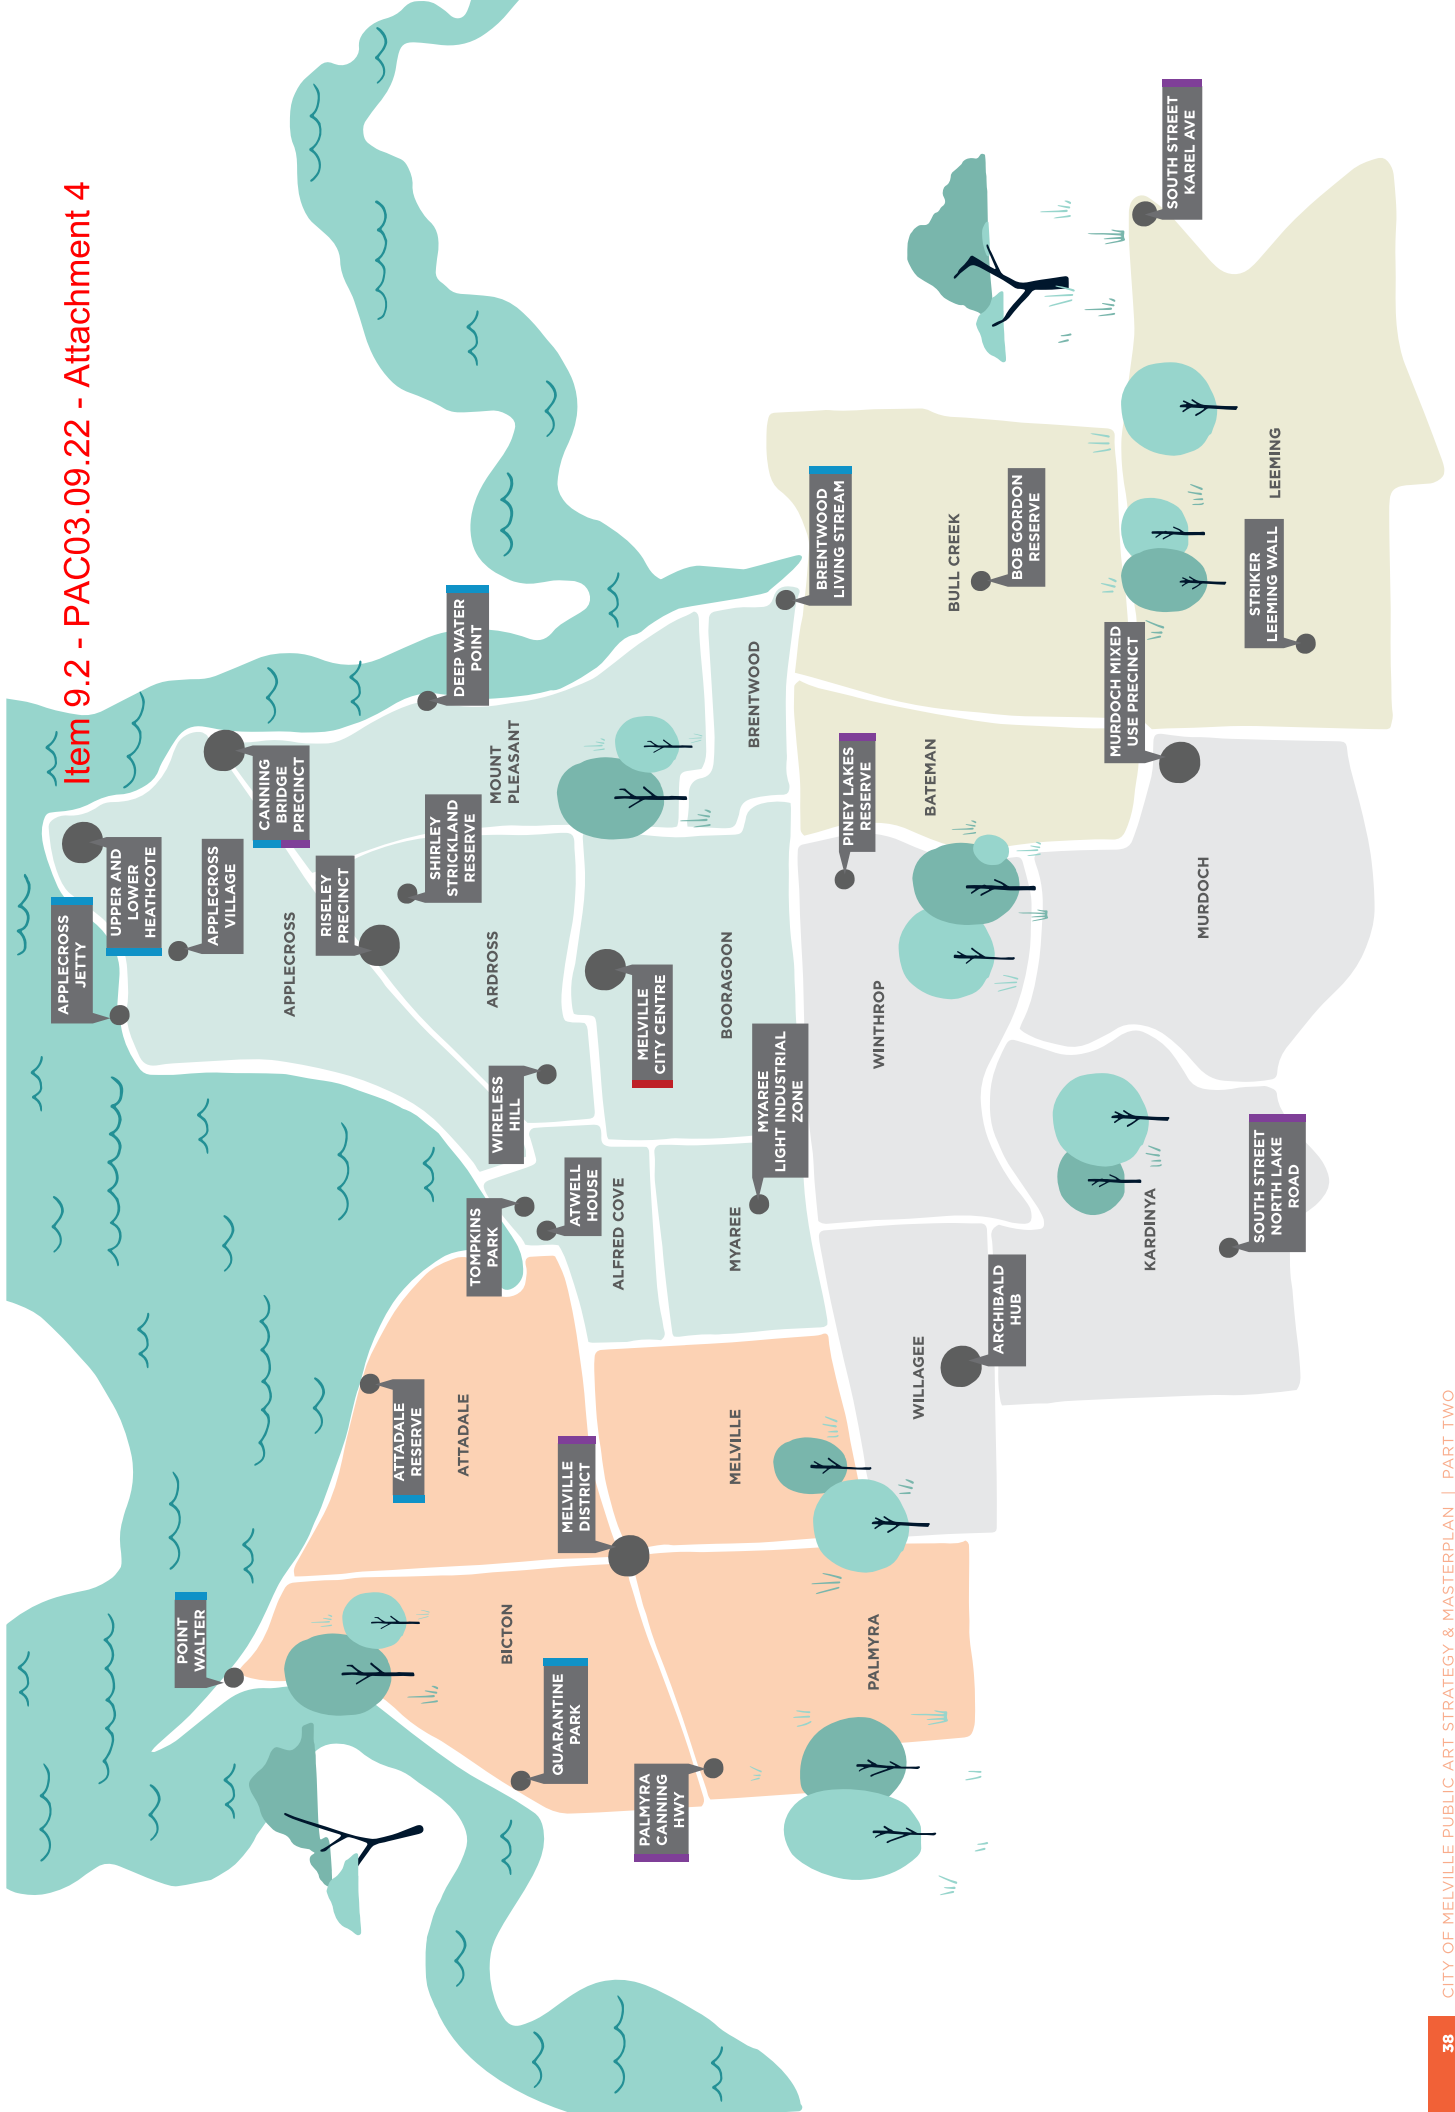 Item 9.2 - PAC03.09.22 - Attachment 4
POINT
WALTER
APPLECROSS
JETTY
UPPER AND
LOWER
HEATHCOTE
APPLECROSS
VILLAGE
CANNING
BRIDGE
PRECINCT
APPLECROSS
RISELEY
PRECINCT
ATTADALE
RESERVE
ATTADALE
SHIRLEY
STRICKLAND
RESERVE
DEEP WATER
POINT
MOUNT
PLEASANT
ARDROSS
WIRELESS
HILL
TOMPKINS
PARK
ATWELL
HOUSE
ALFRED COVE
BICTON
QUARANTINE
PARK
MELVILLE
DISTRICT
MELVILLE
CITY CENTRE
PALMYRA
CANNING
HWY
MELVILLE
MYAREE
BOORAGOON
BRENTWOOD
MYAREE
LIGHT INDUSTRIAL
ZONE
BRENTWOOD
LIVING STREAM
PINEY LAKES
RESERVE
PALMYRA
WINTHROP
WILLAGEE
BATEMAN
BULL CREEK
ARCHIBALD
HUB
BOB GORDON
RESERVE
MURDOCH MIXED
USE PRECINCT
KARDINYA
SOUTH STREET
KAREL AVE
MURDOCH
STRIKER
LEEMING WALL
LEEMING
SOUTH STREET
NORTH LAKE
ROAD
38
CITY OF MELVILLE PUBLIC ART STRATEGY & MASTERPLAN | PART TWO